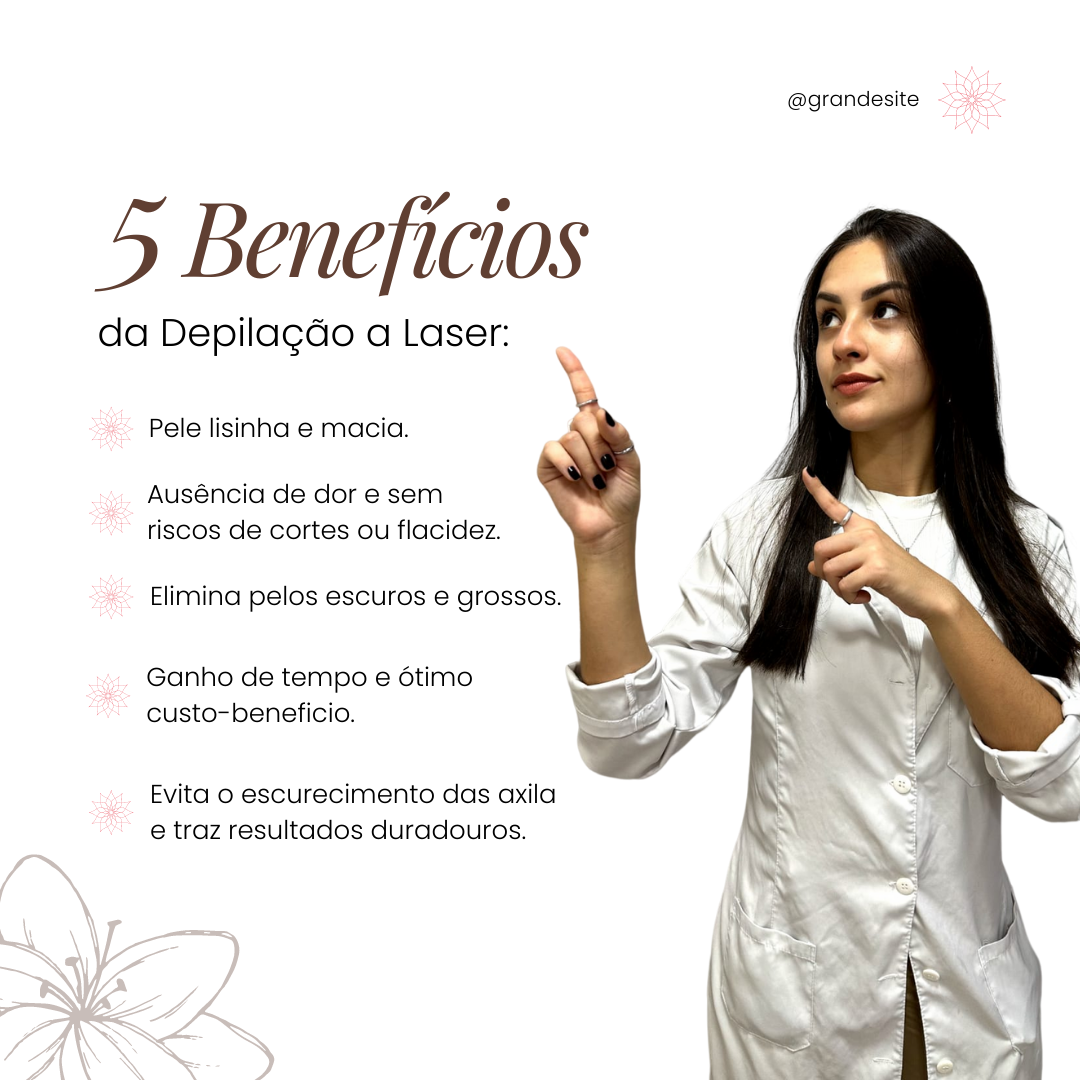 @grandesite
5 Benefícios
da Depilação a Laser:
Pele lisinha e macia.
Ausência de dor e sem
riscos de cortes ou flacidez.
Elimina pelos escuros e grossos.
Ganho de tempo e ótimo
custo-beneficio.
Evita o escurecimento das axila
e traz resultados duradouros.